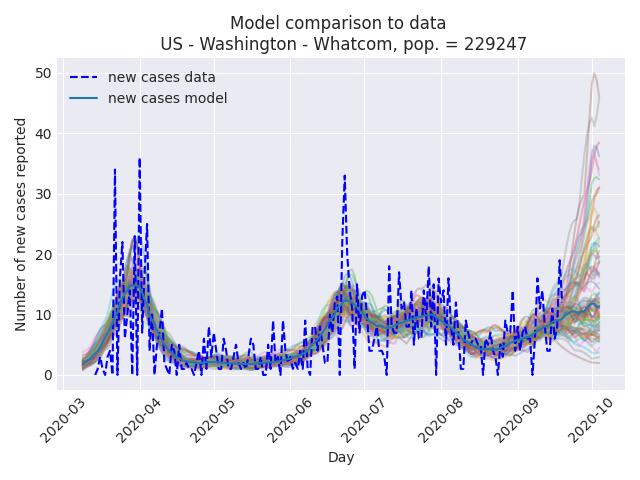 Model comparison to data
US - Washington - Whatcom, pop. = 229247
new cases data
new cases model
Number of new cases reported
50
40
30
20
10
0
2020-03
2020-04
2020-05
2020-06
2020-07
2020-08
2020-09
2020-10
Day